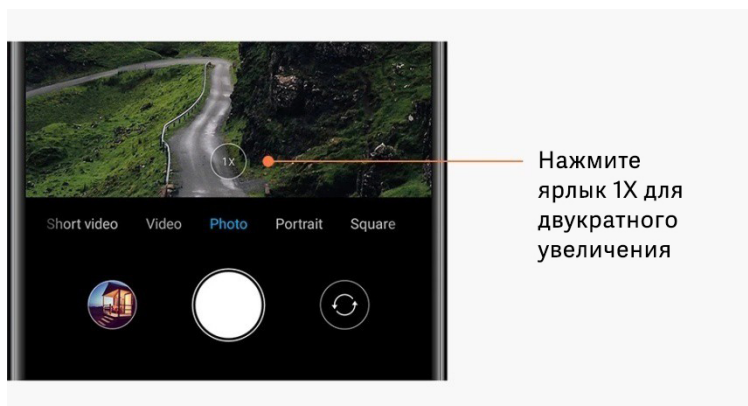 1X
Short video Video Photo Portrait Square
Нажмите
ярлык 1X для
двукратного
увеличения